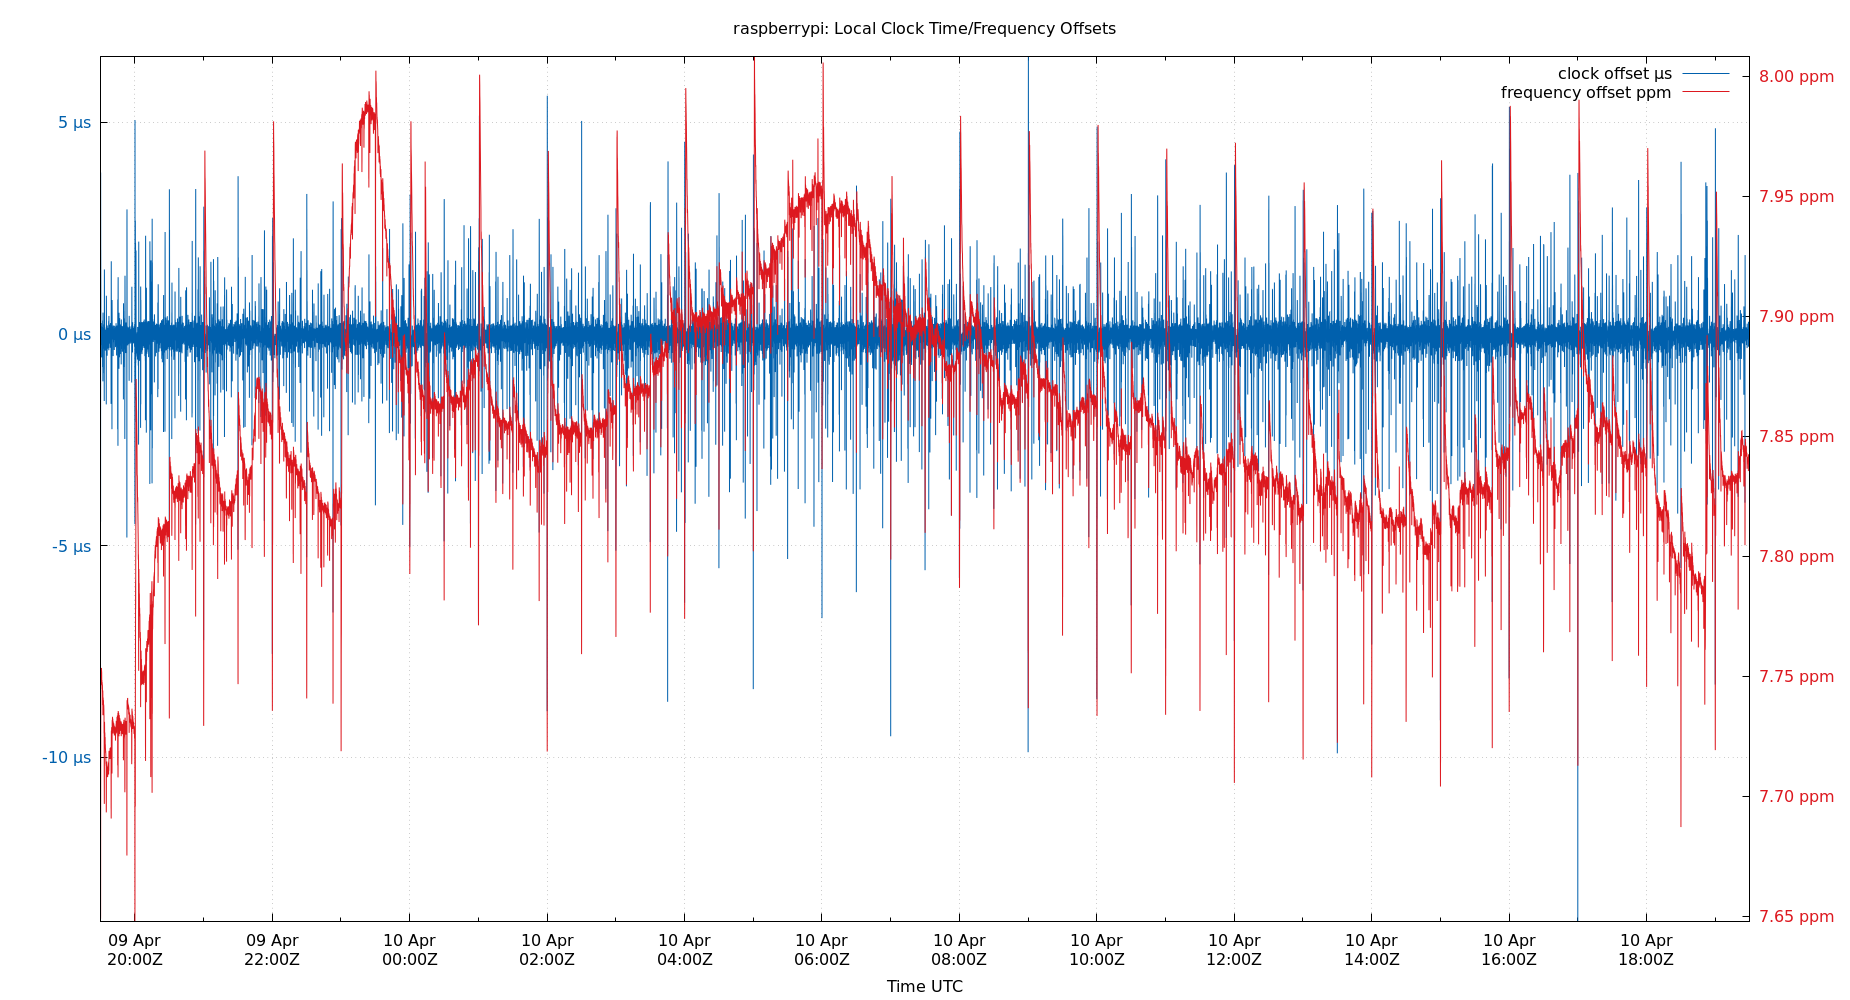 raspberrypi: Local Clock Time/Frequency Offsets
clock offset µs
frequency offset ppm
5 µs
0 µs
-5 µs
-10 µs
8.00 ppm
7.95 ppm
7.90 ppm
7.85 ppm
7.80 ppm
7.75 ppm
7.70 ppm
7.65 ppm
09 Apr
20:00Z
09 Apr
22:00Z
10 Apr
00:00Z
10 Apr
02:00Z
10 Apr
04:00Z
10 Apr
06:00Z
10 Apr
08:00Z
10 Apr
10:00Z
10 Apr
12:00Z
10 Apr
14:00Z
10 Apr
16:00Z
10 Apr
18:00Z
Time UTC